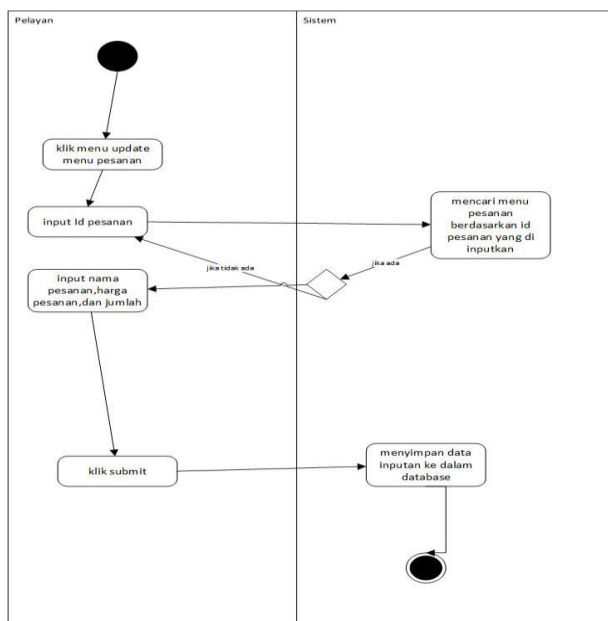 Pelayan
Sistem
klik menu update
menu pesanan
input Id pesanan
mencari menu
pesanan
berdasarkan id
pesanan yang di
inputkan
jika tidak ada
jika ada
input nama
pesanan,harga
pesanan,dan jumlah
klik submit
menyimpan data
inputan ke dalam
database